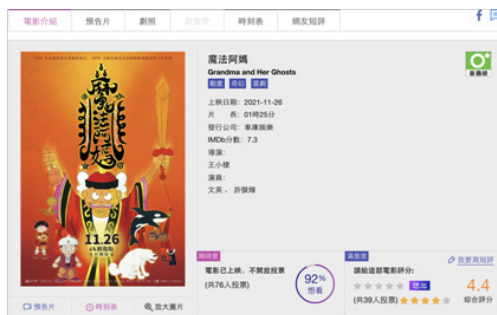 電影介紹 預告片 劇照 時刻表 網友短評
魔法阿媽
11.26
預告片 時刻表 放大圖片
魔法阿媽
Grandma and Her Ghosts
動畫 奇幻 喜劇
上映日期：2021-11-26
片　　長：01時25分
發行公司：車庫娛樂
IMDb分數：7.3
導演：
王小棣
演員：
文英 、 許傑輝
普遍級
期待度
電影已上映，不開放投票
(共76人投票)
92%
想看
滿意度
我要寫短評
請給這部電影評分:
送出
(共39人投票)
4.4
綜合評分